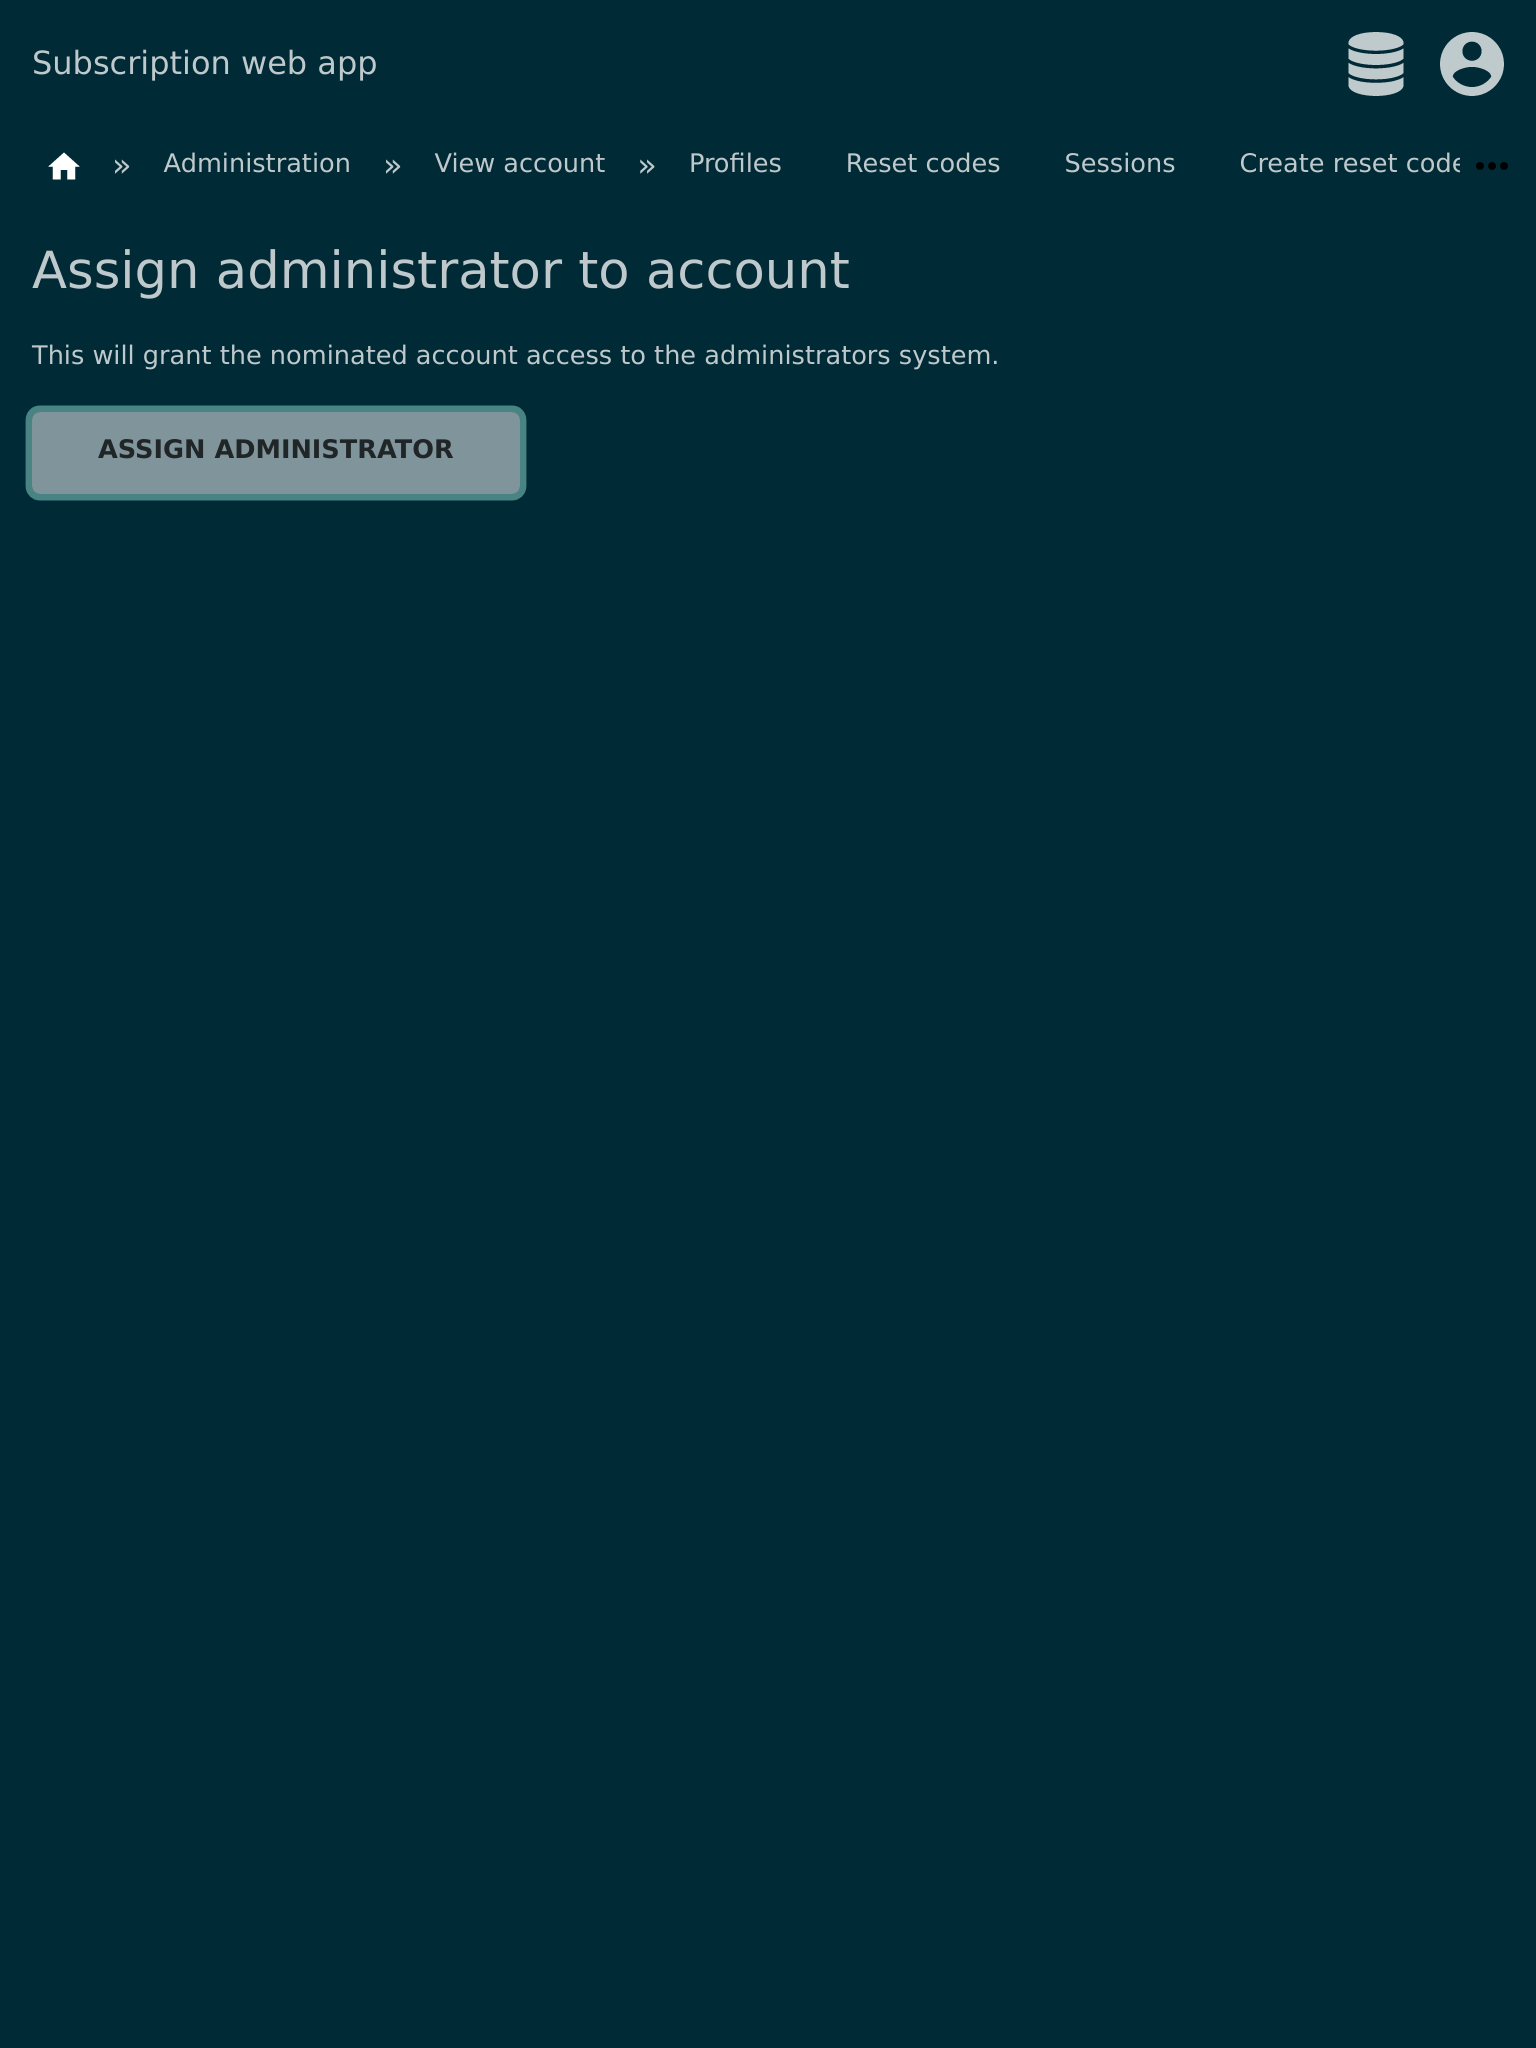 Subscription web app
» Administration » View account » Profiles Reset codes Sessions Create reset code
Assign administrator to account
This will grant the nominated account access to the administrators system.
ASSIGN ADMINISTRATOR